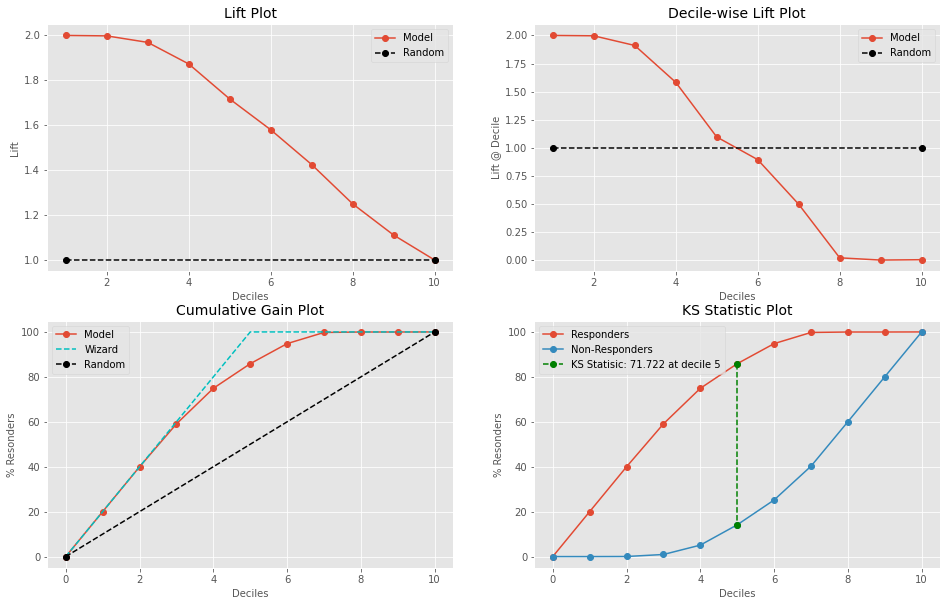 Lift Plot
2.0
1.8
1.6
1.4
1.2
1.0
Lift
Model
Random
2
4
6
8
10
Deciles
Decile-wise Lift Plot
2.00
1.75
1.50
1.25
1.00
0.75
0.50
0.25
0.00
Lift @ Decile
Model
Random
2
4
6
8
10
Deciles
Cumulative Gain Plot
100
80
60
40
20
0
% Resonders
Model
Wizard
Random
0
2
4
6
8
10
Deciles
KS Statistic Plot
100
80
60
40
20
0
% Resonders
Responders
Non-Responders
KS Statisic: 71.722 at decile 5
0
2
4
6
8
10
Deciles